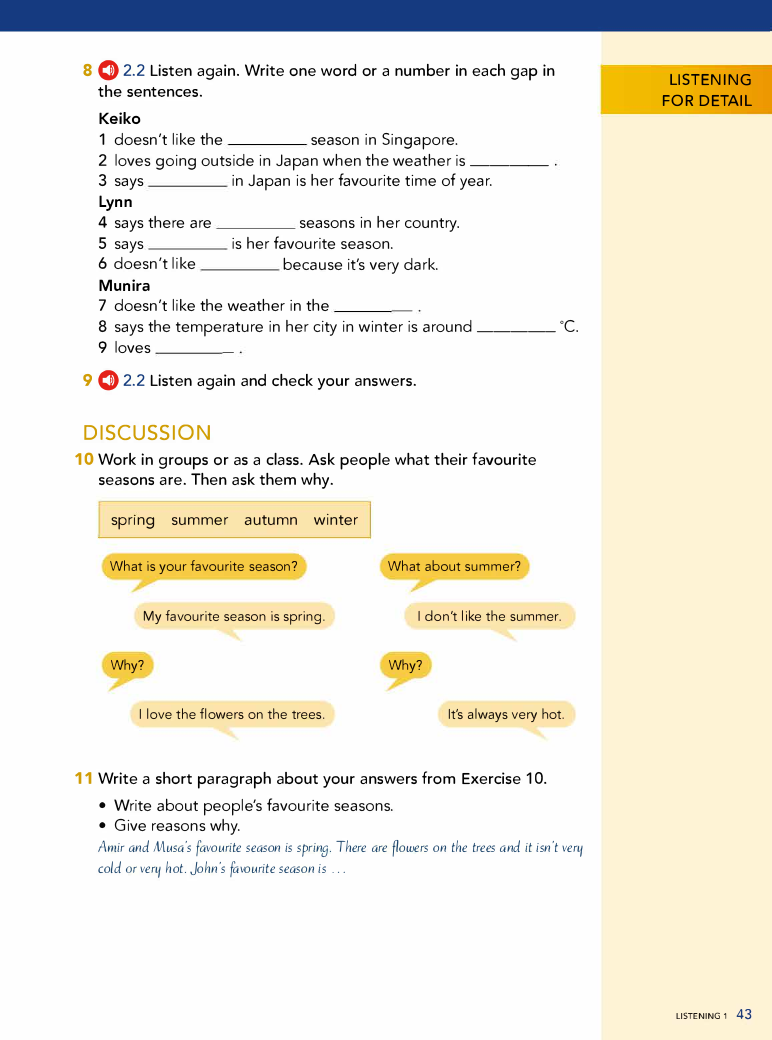 LISTENING
FOR DETAIL
8 2.2 Listen again. Write one word or a number in each gap in
the sentences.
Keiko
1 doesn't like the __________ season in Singapore.
2 loves going outside in Japan when the weather is __________ .
3 says __________ in Japan is her favourite time of year.
Lynn
4 says there are __________ seasons in her country.
5 says __________ is her favourite season.
6 doesn't like __________ because it's very dark.
Munira
7 doesn't like the weather in the __________ .
8 says the temperature in her city in winter is around __________ °C.
9 loves __________ .
9 2.2 Listen again and check your answers.
DISCUSSION
10 Work in groups or as a class. Ask people what their favourite
seasons are. Then ask them why.
spring summer autumn winter
What is your favourite season?
My favourite season is spring.
Why?
I love the flowers on the trees.
What about summer?
I don't like the summer.
Why?
It's always very hot.
11 Write a short paragraph about your answers from Exercise 10.
• Write about people's favourite seasons.
• Give reasons why.
Amir and Musa's favourite season is spring. There are flowers on the trees and it isn't very
cold or very hot. John's favourite season is ...
LISTENING 1 43